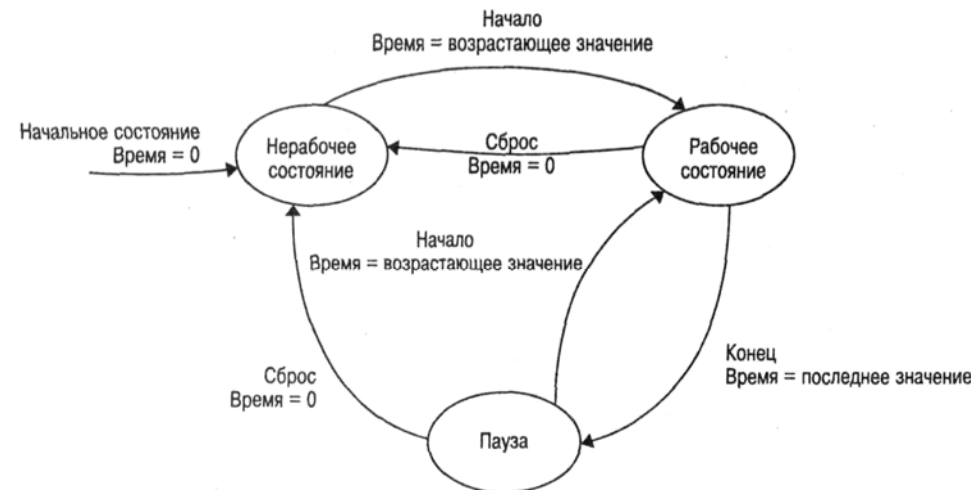 Начало
Время = возрастающее значение
Начальное состояние
Время = 0
Нерабочее
состояние
Сброс
Время = 0
Рабочее
состояние
Начало
Время = возрастающее значение
Конец
Время = последнее значение
Сброс
Время = 0
Пауза